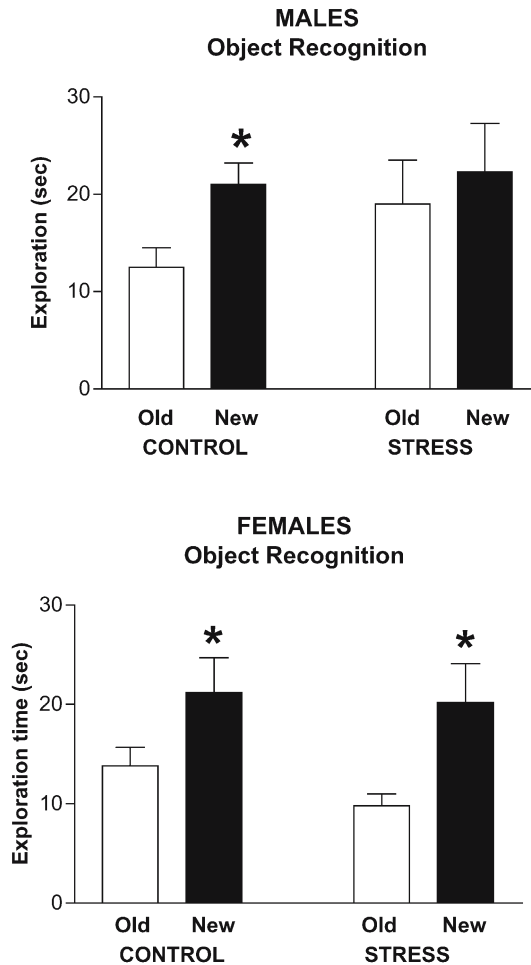 MALES
Object Recognition
Exploration (sec)
30
20
10
0
*
Old New Old New
CONTROL STRESS
FEMALES
Object Recognition
Exploration time (sec)
30
20
10
0
* *
Old New Old New
CONTROL STRESS